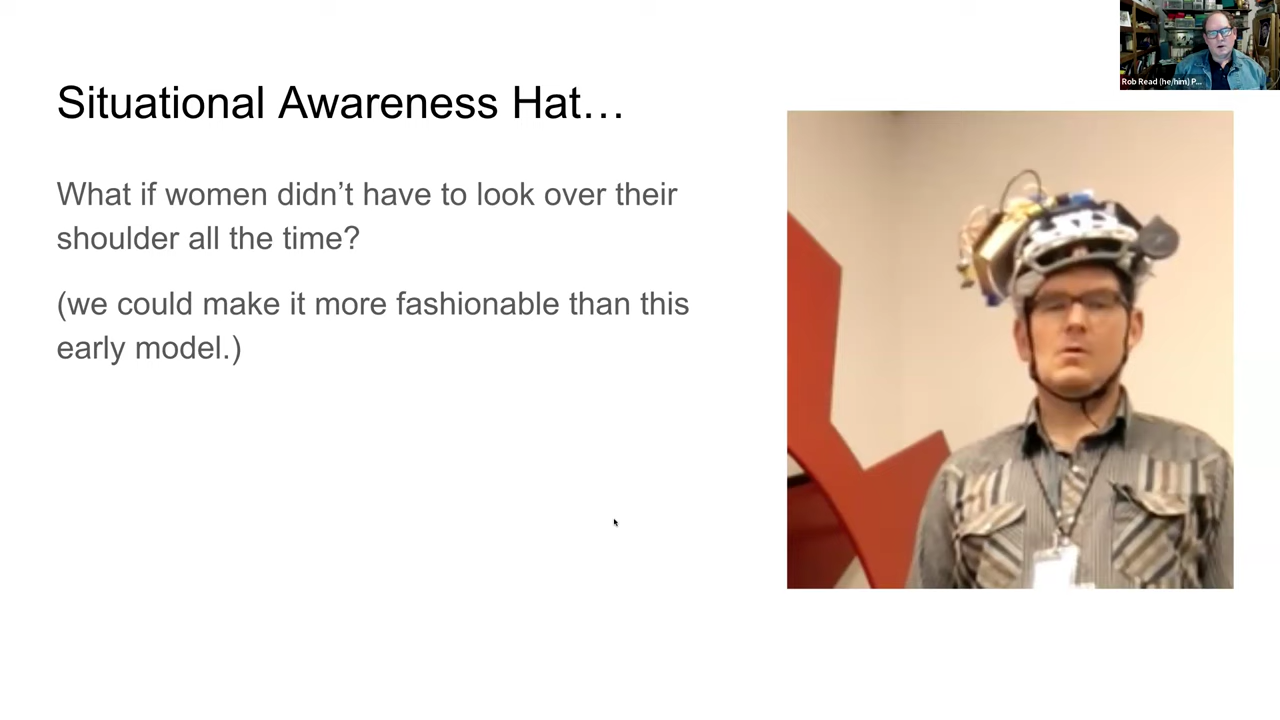 Rob Read (he/him) P...
Situational Awareness Hat…
What if women didn’t have to look over their
shoulder all the time?
(we could make it more fashionable than this
early model.)